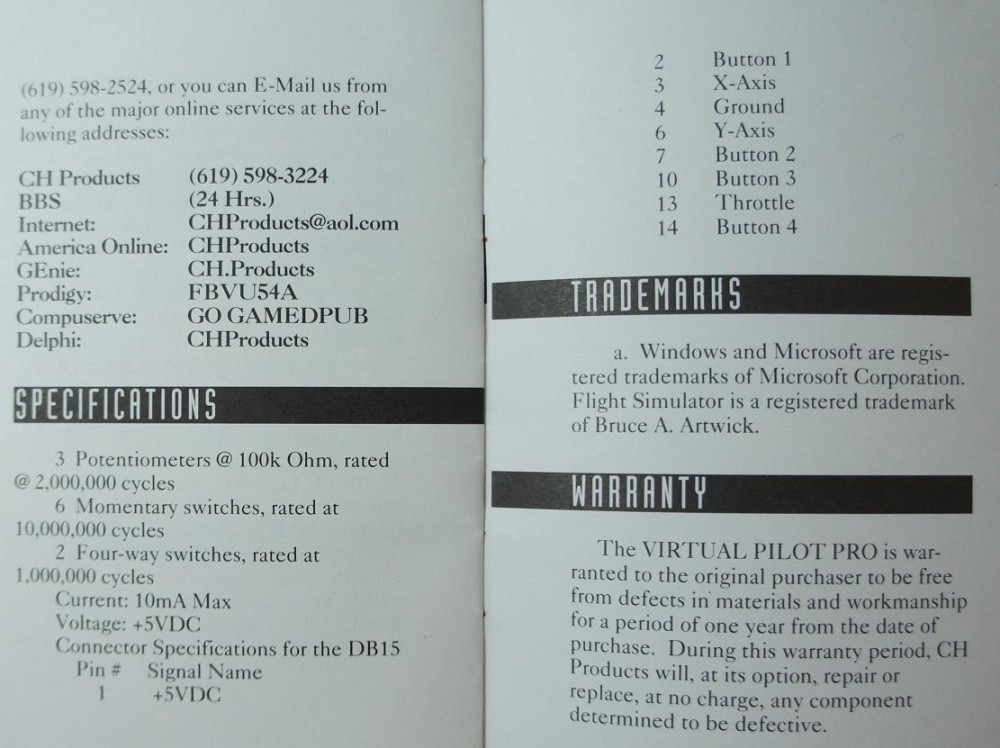 (619) 598-2524, or you can E-Mail us from
any of the major online services at the fol-
lowing addresses:
CH Products (619) 598-3224
BBS (24 Hrs.)
Internet: CHProducts@aol.com
America Online: CHProducts
GEnie: CH.Products
Prodigy: FBVU54A
Compuserve: GO GAMEDPUB
Delphi: CHProducts
SPECIFICATIONS
3 Potentiometers @ 100k Ohm, rated
@ 2,000,000 cycles
6 Momentary switches, rated at
10,000,000 cycles
2 Four-way switches, rated at
1,000,000 cycles
Current: 10mA Max
Voltage: +5VDC
Connector Specifications for the DB15
Pin # Signal Name
1 +5VDC
2 Button 1
3 X-Axis
4 Ground
6 Y-Axis
7 Button 2
10 Button 3
13 Throttle
14 Button 4
TRADEMARKS
a. Windows and Microsoft are regis-
tered trademarks of Microsoft Corporation.
Flight Simulator is a registered trademark
of Bruce A. Artwick.
WARRANTY
The VIRTUAL PILOT PRO is war-
ranted to the original purchaser to be free
from defects in materials and workmanship
for a period of one year from the date of
purchase. During this warranty period, CH
Products will, at its option, repair or
replace, at no charge, any component
determined to be defective.